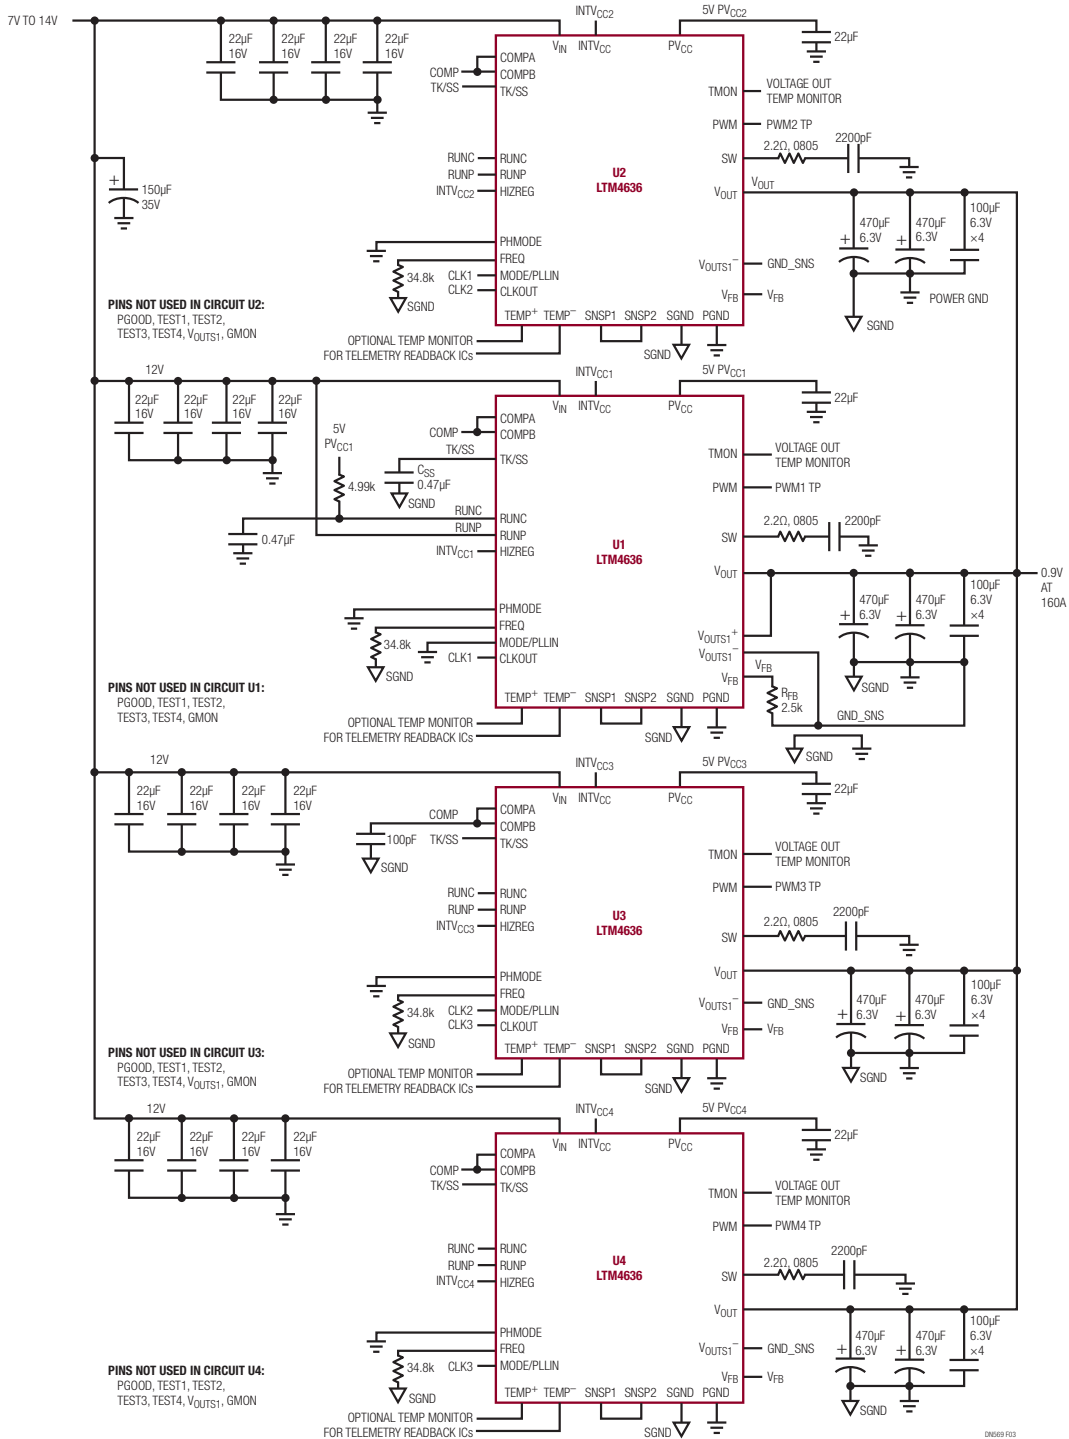 7V TO 14V
22µF
16V
22µF
16V
22µF
16V
22µF
16V
INTVCC2
5V PVCC2
22µF
VIN
INTVCC
PVCC
COMP
COMPA
COMPB
TK/SS
TK/SS
TMON
VOLTAGE OUT
TEMP MONITOR
PWM
PWM2 TP
2.2Ω, 0805
2200pF
SW
RUNC
RUNC
RUNP
RUNP
INTVCC2
HIZREG
U2
LTM4636
VOUT
VOUT
150µF
35V
470µF
6.3V
470µF
6.3V
100µF
6.3V
×4
PHMODE
FREQ
34.8k
SGND
CLK1
MODE/PLLIN
CLK2
CLKOUT
VOUTS1–
GND_SNS
VFB
VFB
POWER GND
SGND
PINS NOT USED IN CIRCUIT U2:
PGOOD, TEST1, TEST2,
TEST3, TEST4, VOUTS1, GMON
TEMP+
TEMP–
SNSP1
SNSP2
SGND
PGND
OPTIONAL TEMP MONITOR
FOR TELEMETRY READBACK ICs
SGND
12V
22µF
16V
22µF
16V
22µF
16V
22µF
16V
INTVCC1
5V PVCC1
22µF
VIN
INTVCC
PVCC
5V
PVCC1
4.99k
COMP
COMPA
COMPB
TK/SS
TK/SS
CSS
0.47µF
SGND
TMON
VOLTAGE OUT
TEMP MONITOR
PWM
PWM1 TP
2.2Ω, 0805
2200pF
SW
RUNC
RUNC
RUNP
RUNP
0.47µF
INTVCC1
HIZREG
U1
LTM4636
VOUT
0.9V
AT
160A
470µF
6.3V
470µF
6.3V
100µF
6.3V
×4
PHMODE
FREQ
34.8k
SGND
MODE/PLLIN
CLK1
CLKOUT
VOUTS1+
VOUTS1–
VFB
VFB
RFB
2.5k
GND_SNS
SGND
SGND
PINS NOT USED IN CIRCUIT U1:
PGOOD, TEST1, TEST2,
TEST3, TEST4, GMON
TEMP+
TEMP–
SNSP1
SNSP2
SGND
PGND
OPTIONAL TEMP MONITOR
FOR TELEMETRY READBACK ICs
SGND
12V
22µF
16V
22µF
16V
22µF
16V
22µF
16V
INTVCC3
5V PVCC3
22µF
VIN
INTVCC
PVCC
COMP
100pF
SGND
COMPA
COMPB
TK/SS
TK/SS
TMON
VOLTAGE OUT
TEMP MONITOR
PWM
PWM3 TP
2.2Ω, 0805
2200pF
SW
RUNC
RUNC
RUNP
RUNP
INTVCC3
HIZREG
U3
LTM4636
VOUT
470µF
6.3V
470µF
6.3V
100µF
6.3V
×4
PHMODE
FREQ
34.8k
SGND
CLK2
MODE/PLLIN
CLK3
CLKOUT
VOUTS1–
GND_SNS
VFB
VFB
SGND
PINS NOT USED IN CIRCUIT U3:
PGOOD, TEST1, TEST2,
TEST3, TEST4, VOUTS1, GMON
TEMP+
TEMP–
SNSP1
SNSP2
SGND
PGND
OPTIONAL TEMP MONITOR
FOR TELEMETRY READBACK ICs
SGND
12V
22µF
16V
22µF
16V
22µF
16V
22µF
16V
INTVCC4
5V PVCC4
22µF
VIN
INTVCC
PVCC
COMP
COMPA
COMPB
TK/SS
TK/SS
TMON
VOLTAGE OUT
TEMP MONITOR
PWM
PWM4 TP
2.2Ω, 0805
2200pF
SW
RUNC
RUNC
RUNP
RUNP
INTVCC4
HIZREG
U4
LTM4636
VOUT
470µF
6.3V
470µF
6.3V
100µF
6.3V
×4
PHMODE
FREQ
34.8k
SGND
CLK3
MODE/PLLIN
VOUTS1–
GND_SNS
VFB
VFB
SGND
PINS NOT USED IN CIRCUIT U4:
PGOOD, TEST1, TEST2,
TEST3, TEST4, VOUTS1, GMON
TEMP+
TEMP–
SNSP1
SNSP2
SGND
PGND
OPTIONAL TEMP MONITOR
FOR TELEMETRY READBACK ICs
SGND
DN569 F03